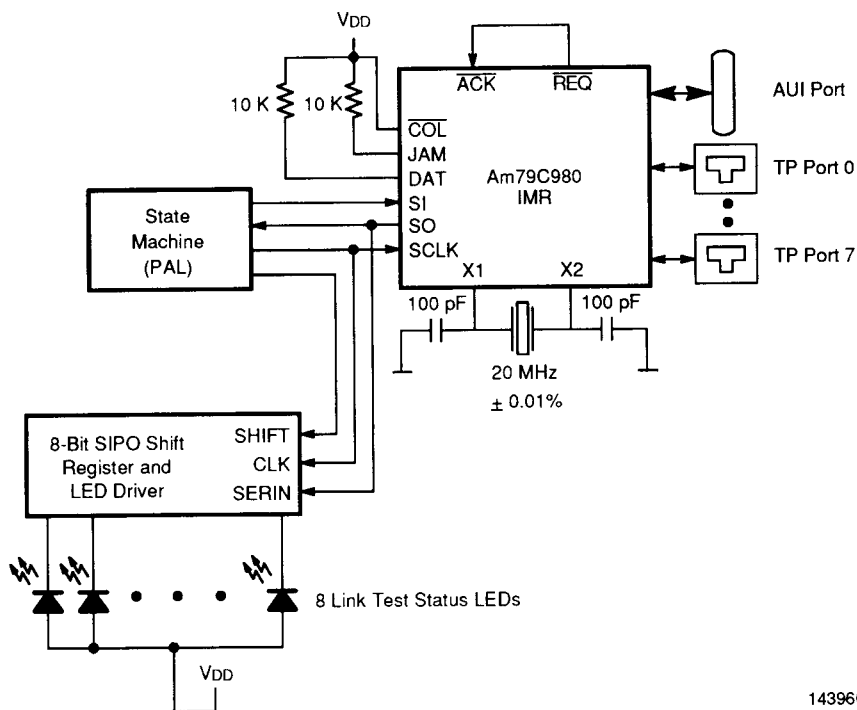 VDD
10 K
10 K
ACK
REQ
COL
JAM
DAT
SI
SO
SCLK
Am79C980
IMR
X1
X2
AUI Port
TP Port 0
TP Port 7
State
Machine
(PAL)
100 pF
100 pF
20 MHz
± 0.01%
8-Bit SIPO Shift
Register and
LED Driver
SHIFT
CLK
SERIN
8 Link Test Status LEDs
VDD